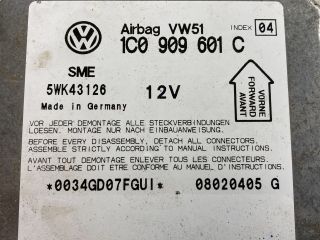 Airbag VW51 INDEX 04
1C0 909 601 C
SME
5WK43126 12V
Made in Germany
VORNE
FORWARD
AVANT
VOR JEDER DEMONTAGE ALLE STECKVERBINDUNGEN
LOESEN. MONTAGE NUR NACH EINBAUANWEISUNG.
BEFORE EVERY DISASSEMBLY, DETACH ALL CONNECTORS.
ASSEMBLE STRICTLY ACCORDING TO MANUAL INSTRUCTIONS
AVANT TOUT DEMONTAGE ENLEVER TOUS LES CONNECTEURS.
L'ASSEMBLAGE DOIT ETRE CONFORME AU MANUEL D'INSTRUCTIONS
*0034GD07FGUI* 08020405 G